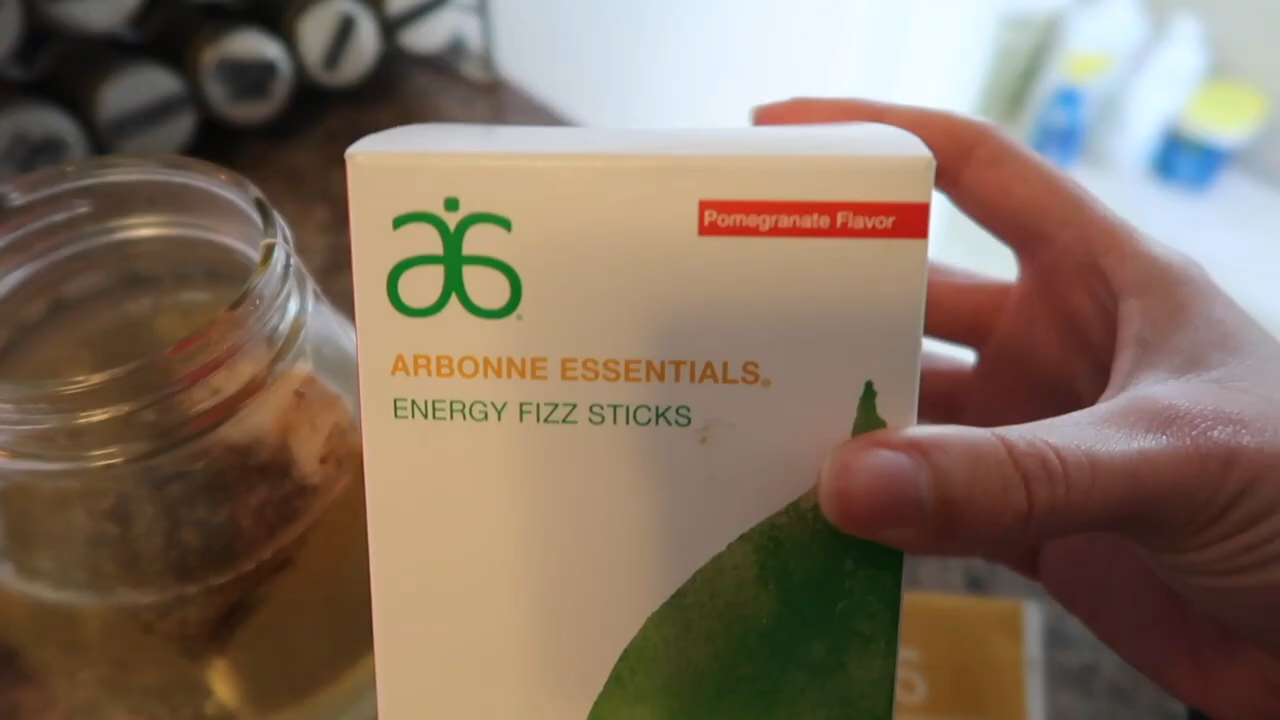 Pomegranate Flavor
ARBONNE ESSENTIALS®
ENERGY FIZZ STICKS